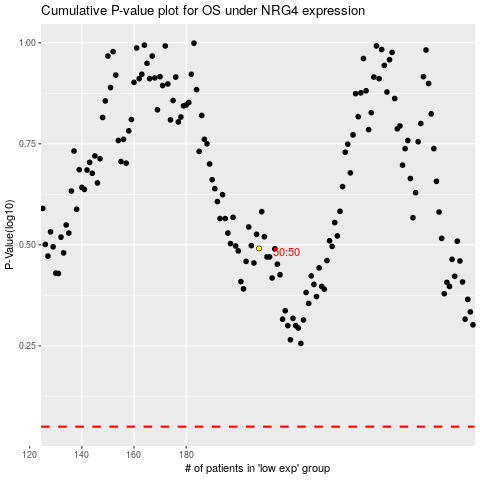 Cumulative P-value plot for OS under NRG4 expression
1.00
0.75
0.50
0.25
P-Value(log10)
50:50
120 140 160 180
# of patients in 'low exp' group